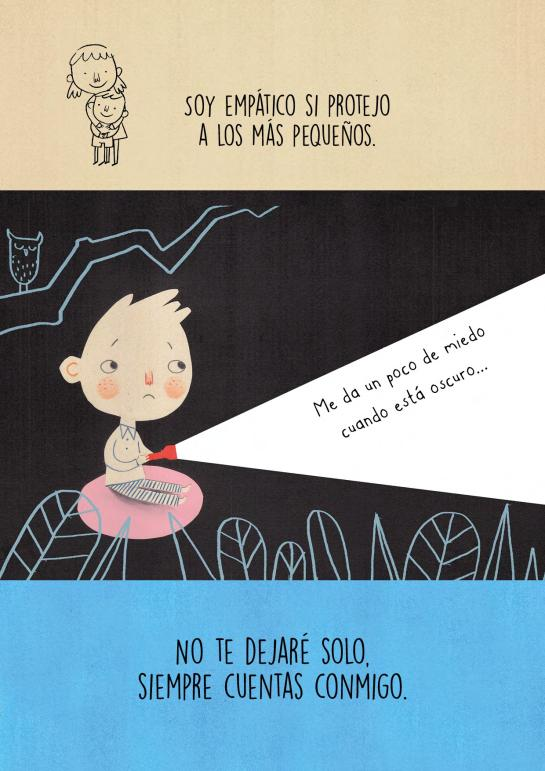 SOY EMPÁTICO SI PROTEJO
A LOS MÁS PEQUEÑOS.
Me da un poco de miedo
cuando está oscuro...
NO TE DEJARÉ SOLO,
SIEMPRE CUENTAS CONMIGO.